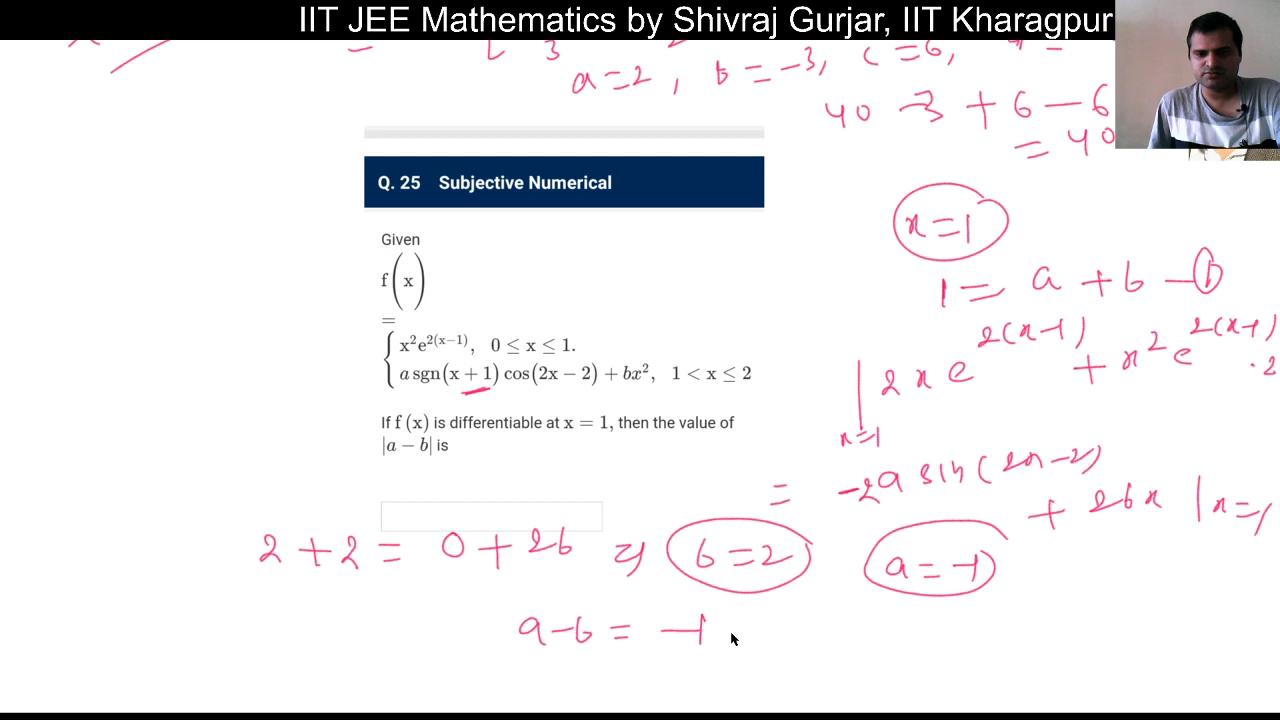 IIT JEE Mathematics by Shivraj Gurjar, IIT Kharagpur
a=2, b=-3, c=6,
40 -3 + 6 - 6
= 40
Q. 25 Subjective Numerical
Given
f(x)
=
x²e^{2(x−1)}, 0 ≤ x ≤ 1.
a sgn(x + 1) cos(2x − 2) + bx², 1 < x ≤ 2
If f (x) is differentiable at x = 1, then the value of
|a − b| is
x=1
1 = a + b -①
2xe^{2(x-1)} + x²e^{2(x-1)} . 2 |x=1
= -2a sin(2x-2)
+ 2bx |x=1
2+2 = 0+2b ⇒ b=2 a=-1
a-b = -1